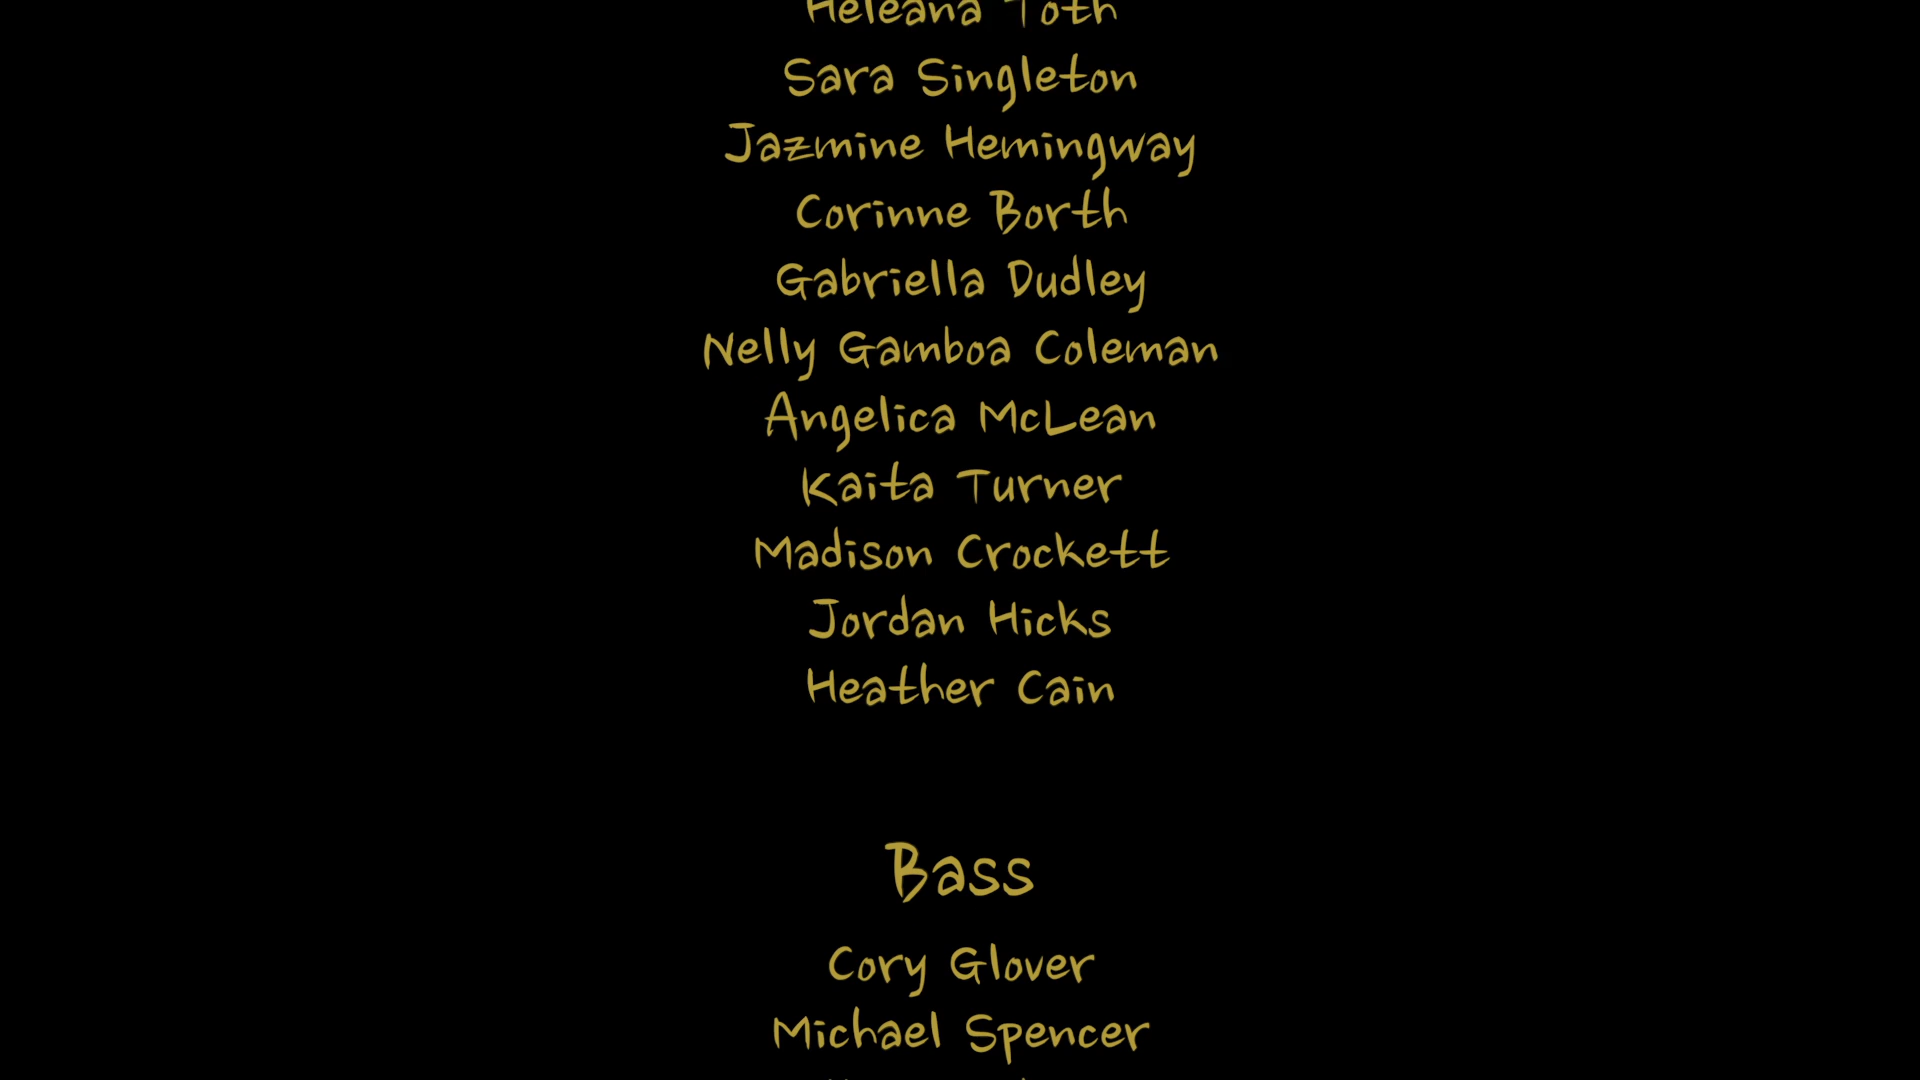 Heleana Toth
Sara Singleton
Jazmine Hemingway
Corinne Borth
Gabriella Dudley
Nelly Gamboa Coleman
Angelica McLean
Kaita Turner
Madison Crockett
Jordan Hicks
Heather Cain
Bass
Cory Glover
Michael Spencer